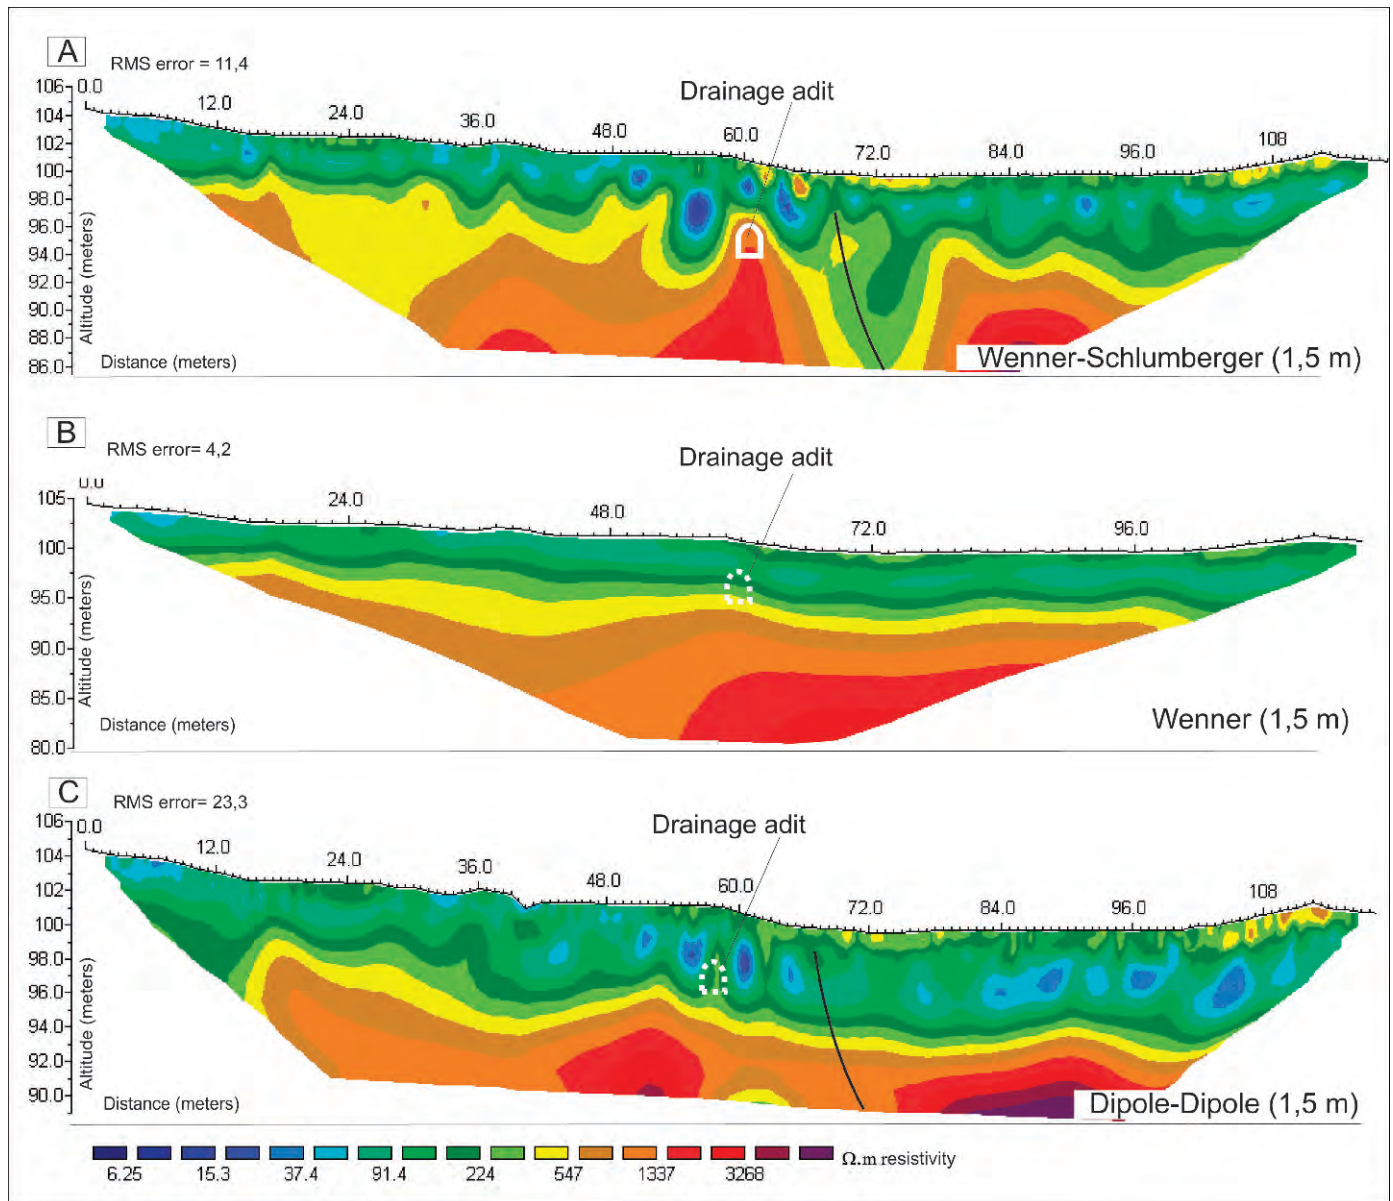 A
RMS error = 11,4
Drainage adit
106
0.0
12.0
24.0
36.0
48.0
60.0
72.0
84.0
96.0
108
104
102
100
98.0
96.0
94.0
92.0
90.0
88.0
86.0
Altitude (meters)
Distance (meters)
Wenner-Schlumberger (1,5 m)
B
RMS error= 4,2
Drainage adit
0.0
24.0
48.0
72.0
96.0
105
100
95.0
90.0
85.0
80.0
Altitude (meters)
Distance (meters)
Wenner (1,5 m)
C
RMS error= 23,3
Drainage adit
106
0.0
12.0
24.0
36.0
48.0
60.0
72.0
84.0
96.0
108
104
102
100
98.0
96.0
94.0
92.0
90.0
Altitude (meters)
Distance (meters)
Dipole-Dipole (1,5 m)
6.25 15.3 37.4 91.4 224 547 1337 3268 Ω.m resistivity